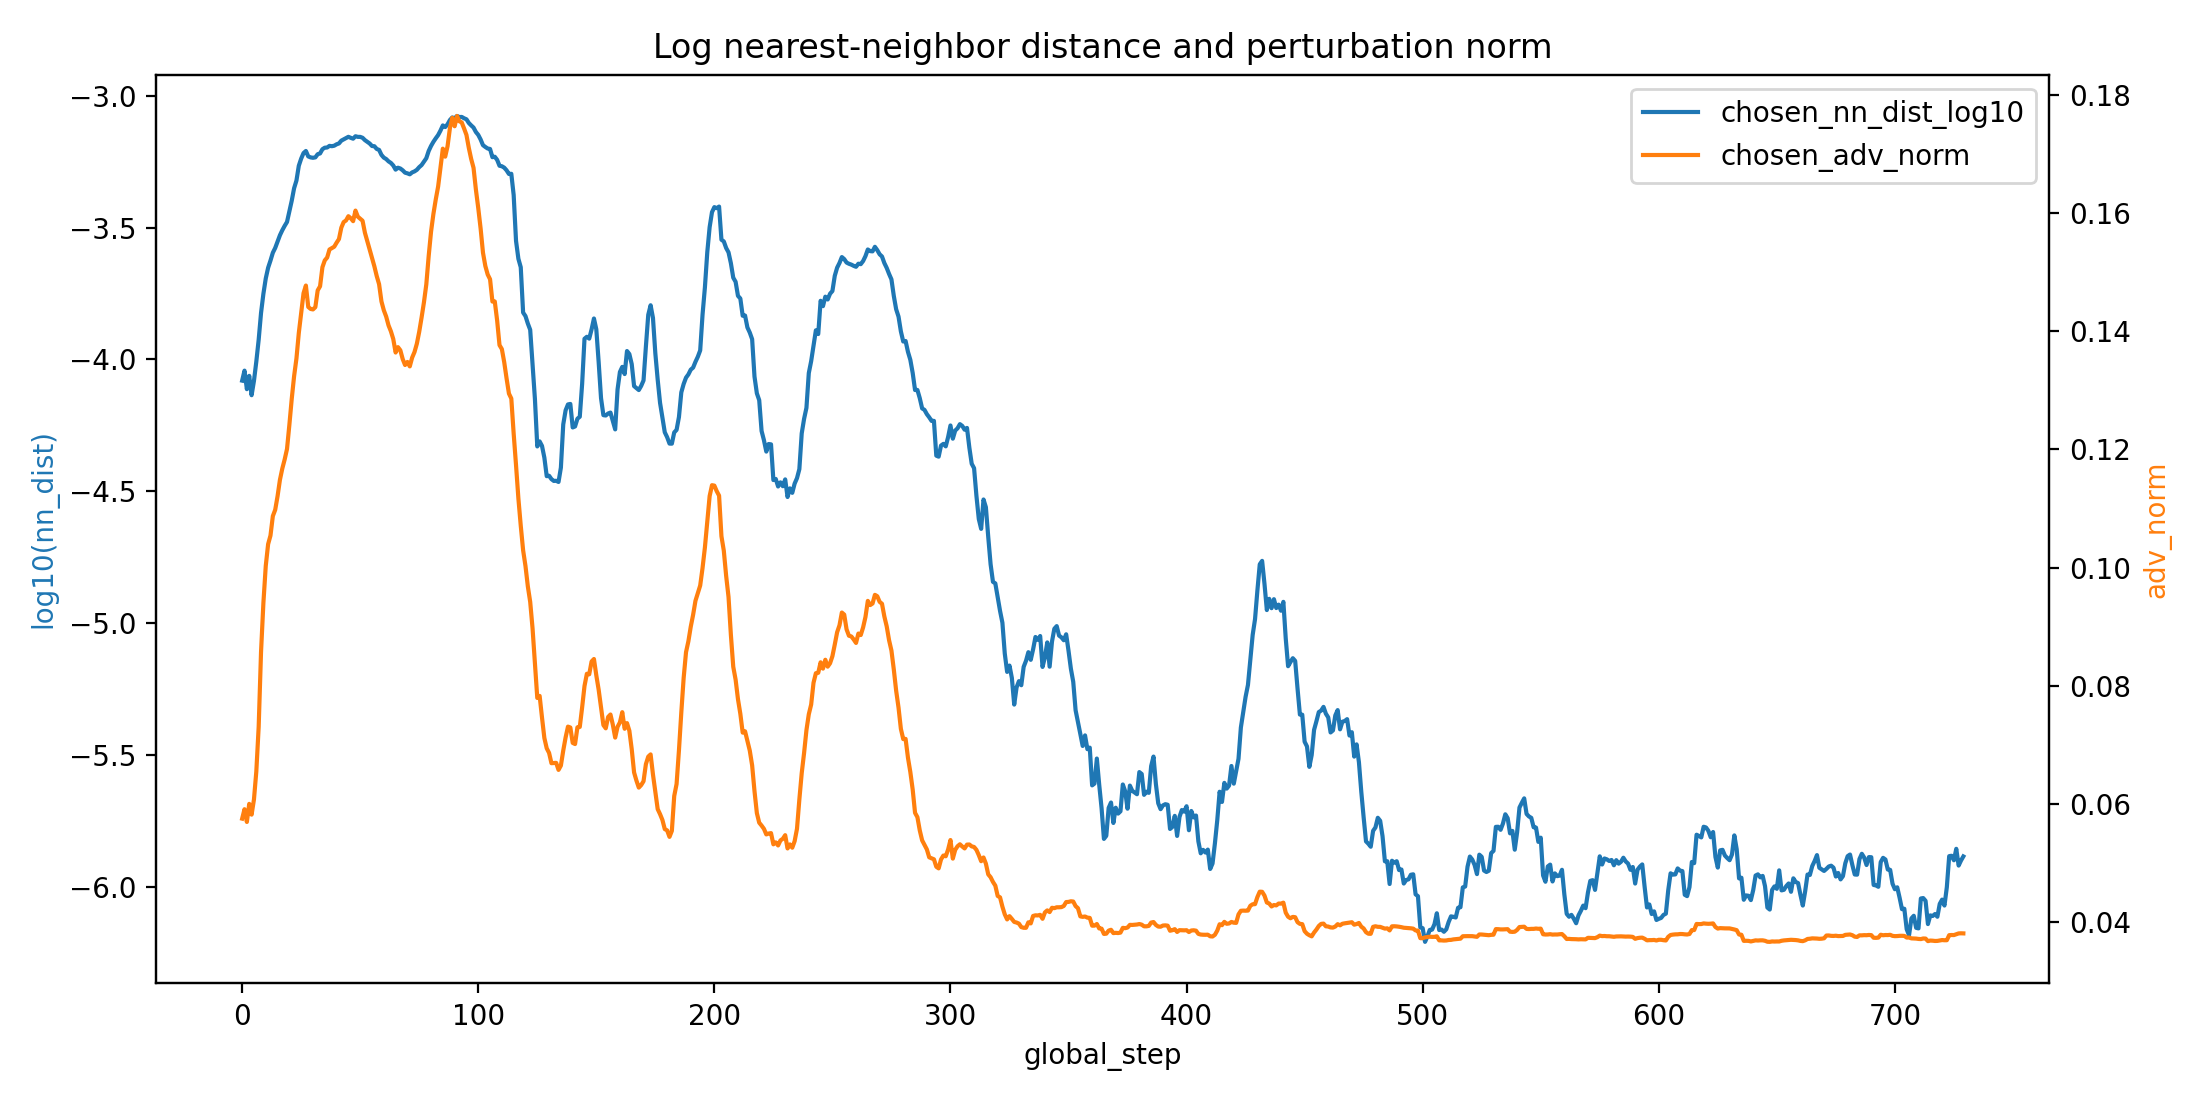 Log nearest-neighbor distance and perturbation norm
chosen_nn_dist_log10
chosen_adv_norm
log10(nn_dist)
−3.0
−3.5
−4.0
−4.5
−5.0
−5.5
−6.0
0.18
0.16
0.14
0.12
0.10
0.08
0.06
0.04
adv_norm
0 100 200 300 400 500 600 700
global_step